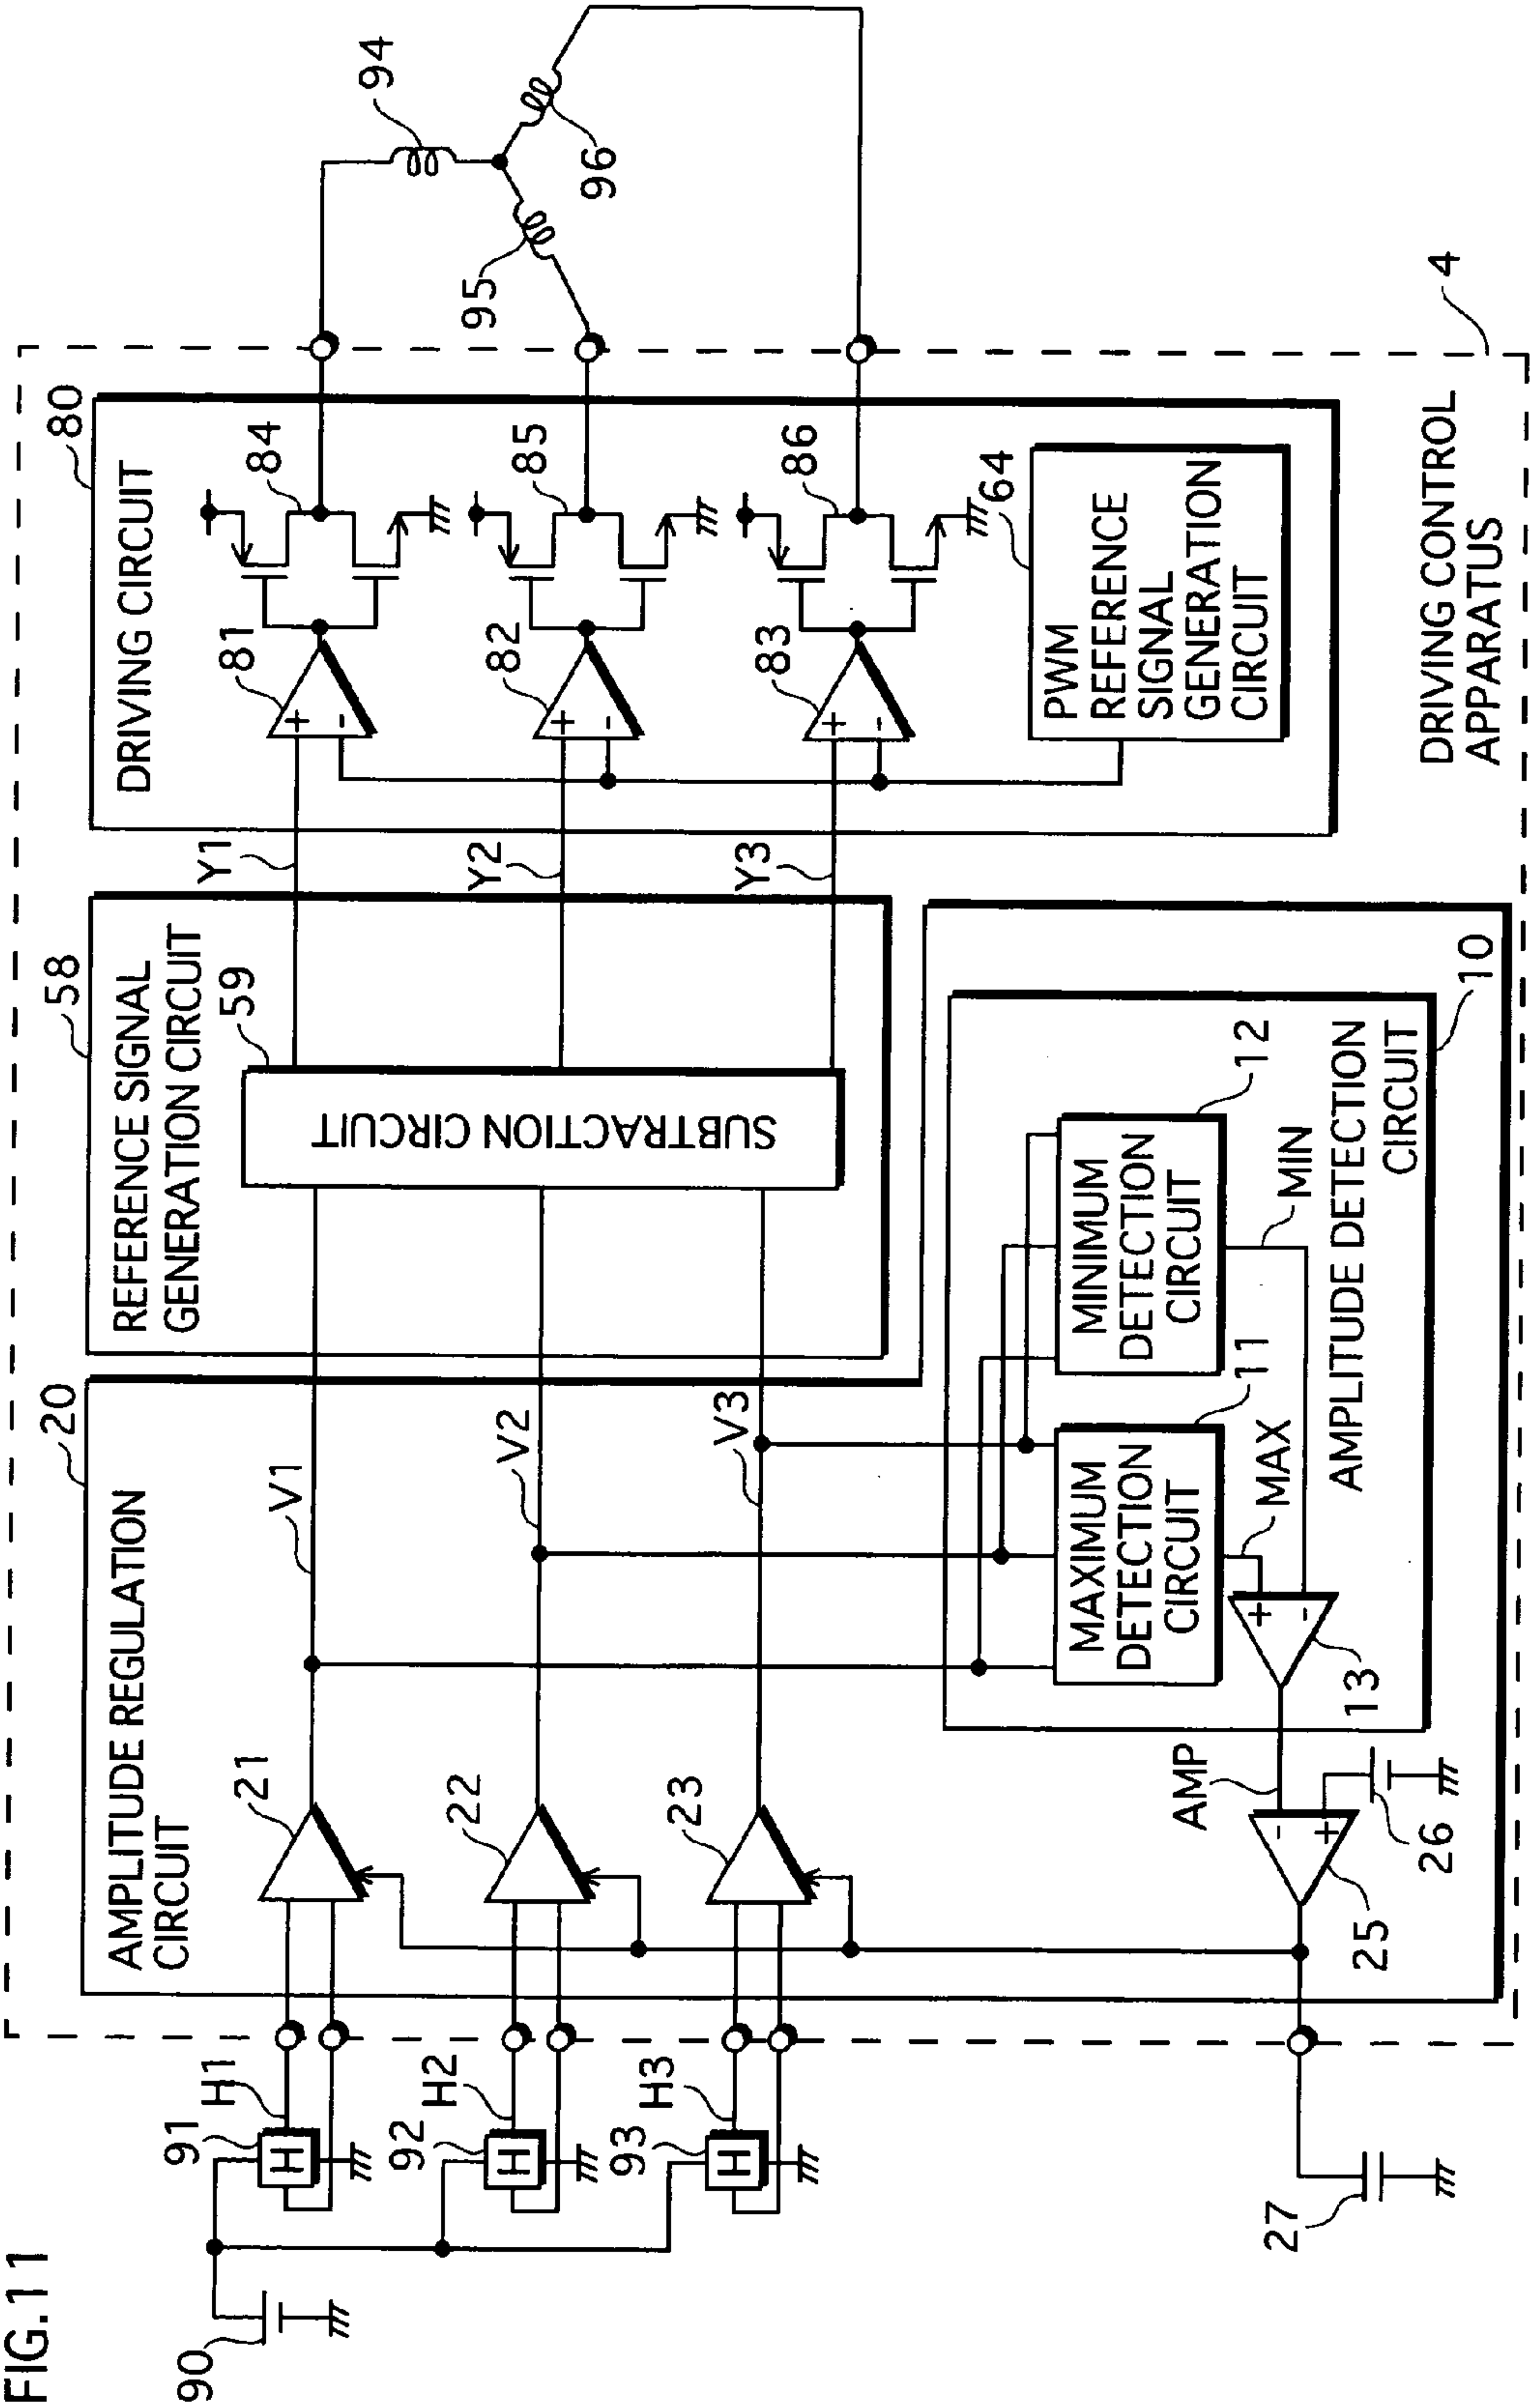 FIG.11
90
91
H1
92
H2
93
H3
H
H
H
27
20
AMPLITUDE REGULATION
CIRCUIT
21
22
23
V1
V2
V3
25
26
AMP
-
+
13
+
-
MAX
MIN
MAXIMUM
DETECTION
CIRCUIT
11
MINIMUM
DETECTION
CIRCUIT
12
AMPLITUDE DETECTION
CIRCUIT
10
58
REFERENCE SIGNAL
GENERATION CIRCUIT
59
SUBTRACTION CIRCUIT
Y1
Y2
Y3
80
DRIVING CIRCUIT
81
+
-
84
82
+
-
85
83
+
-
86
64
PWM
REFERENCE
SIGNAL
GENERATION
CIRCUIT
DRIVING CONTROL
APPARATUS
4
94
95
96